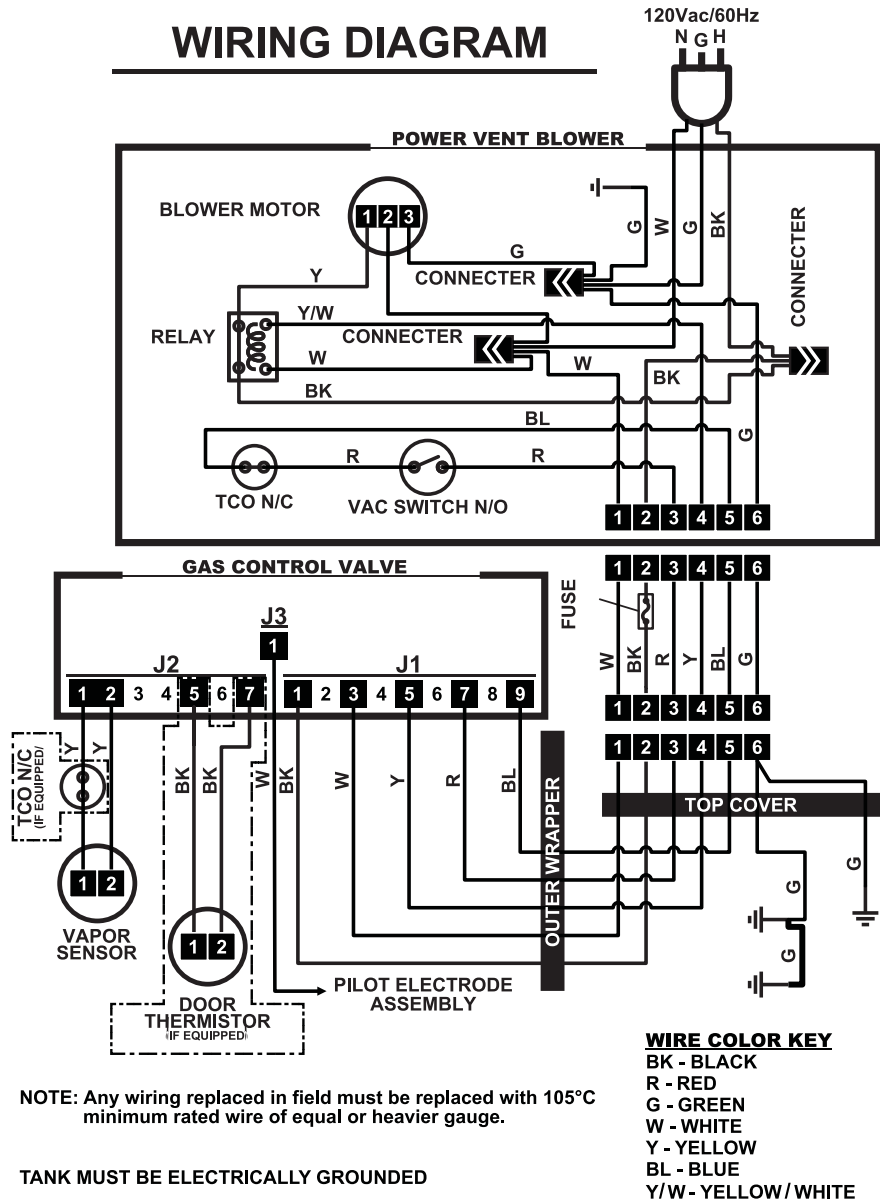 WIRING DIAGRAM
120Vac/60Hz
N G H
POWER VENT BLOWER
BLOWER MOTOR
1 2 3
G
W
G
BK
CONNECTER
G
CONNECTER
Y
Y/W
RELAY
CONNECTER
W
W
BK
BK
BL
G
R
R
TCO N/C
VAC SWITCH N/O
1 2 3 4 5 6
GAS CONTROL VALVE
1 2 3 4 5 6
FUSE
J3
1
W
BK
R
Y
BL
G
J2
J1
1 2 3 4 5 6 7
1 2 3 4 5 6 7 8 9
1 2 3 4 5 6
1 2 3 4 5 6
TCO N/C
(IF EQUIPPED/
Y
Y
BK
BK
W
BK
W
Y
R
BL
OUTER WRAPPER
TOP COVER
G
G
G
1 2
VAPOR
SENSOR
1 2
DOOR
THERMISTOR
(IF EQUIPPED)
PILOT ELECTRODE
ASSEMBLY
WIRE COLOR KEY
BK - BLACK
R - RED
G - GREEN
W - WHITE
Y - YELLOW
BL - BLUE
Y/W - YELLOW/WHITE
NOTE: Any wiring replaced in field must be replaced with 105°C
minimum rated wire of equal or heavier gauge.
TANK MUST BE ELECTRICALLY GROUNDED